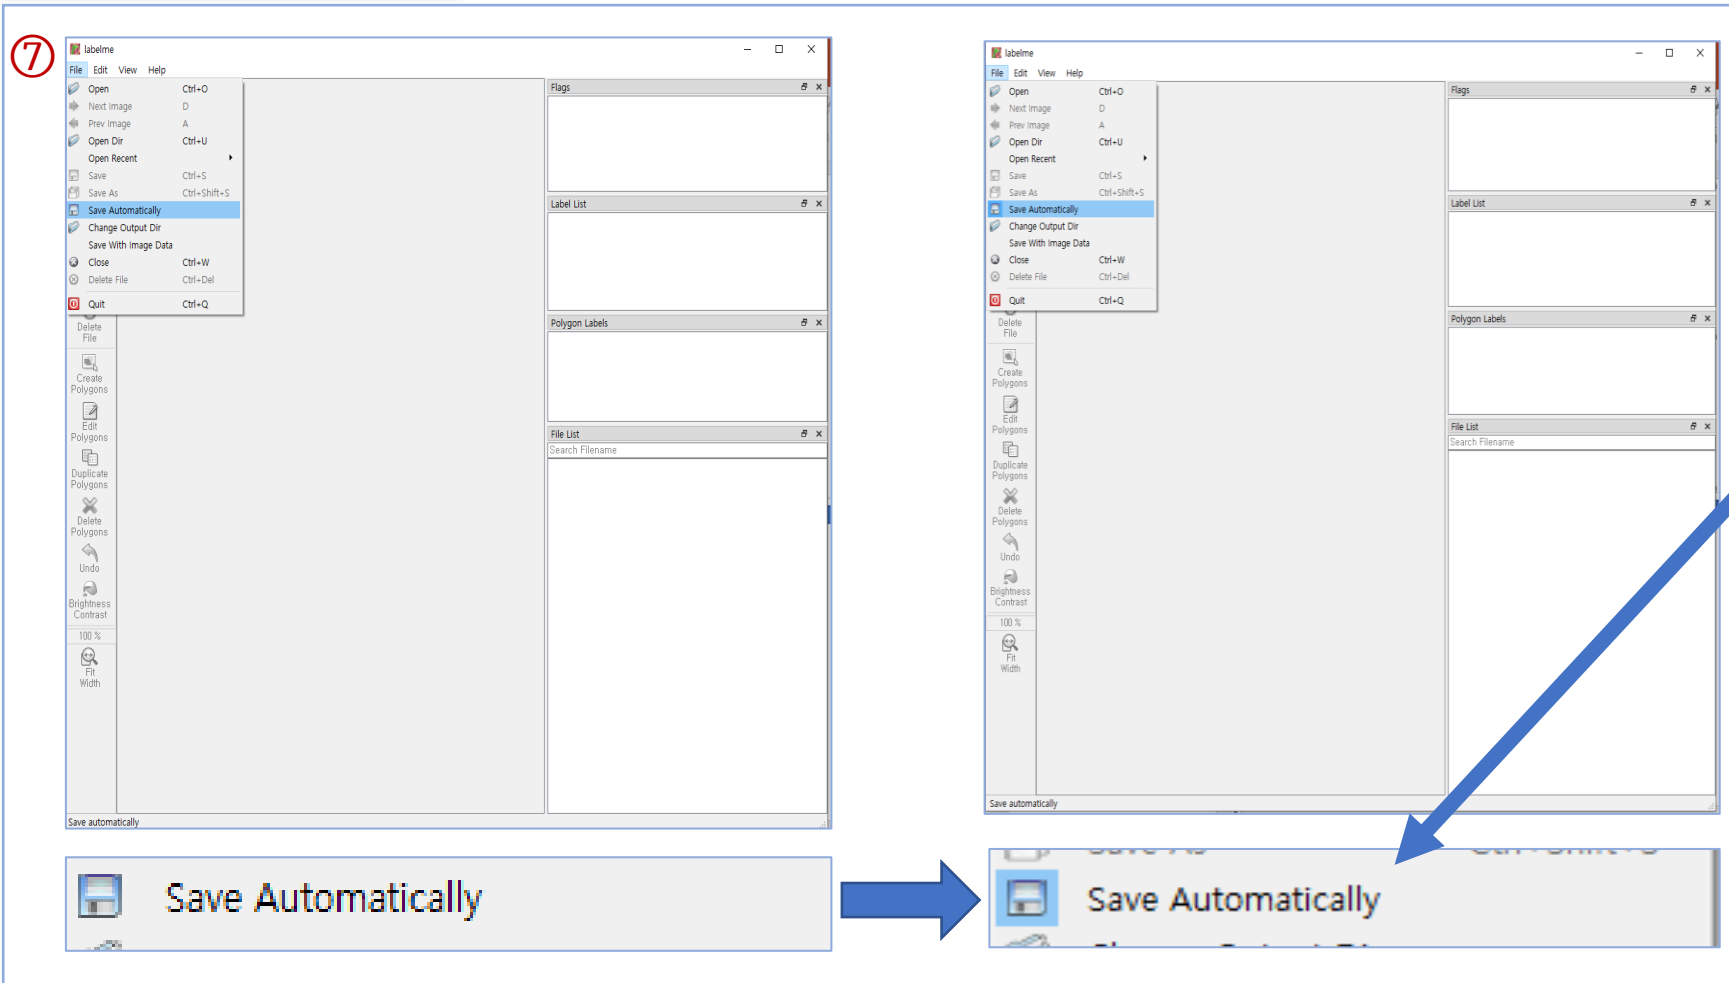 ⑦
labelme
File Edit View Help
Open Ctrl+O
Next Image D
Prev Image A
Open Dir Ctrl+U
Open Recent
Save Ctrl+S
Save As Ctrl+Shift+S
Save Automatically
Change Output Dir
Save With Image Data
Close Ctrl+W
Delete File Ctrl+Del
Quit Ctrl+Q
Delete
File
Create
Polygons
Edit
Polygons
Duplicate
Polygons
Delete
Polygons
Undo
Brightness
Contrast
100 %
Fit
Width
Flags
Label List
Polygon Labels
File List
Search Filename
Save automatically
labelme
File Edit View Help
Open Ctrl+O
Next Image D
Prev Image A
Open Dir Ctrl+U
Open Recent
Save Ctrl+S
Save As Ctrl+Shift+S
Save Automatically
Change Output Dir
Save With Image Data
Close Ctrl+W
Delete File Ctrl+Del
Quit Ctrl+Q
Delete
File
Create
Polygons
Edit
Polygons
Duplicate
Polygons
Delete
Polygons
Undo
Brightness
Contrast
100 %
Fit
Width
Flags
Label List
Polygon Labels
File List
Search Filename
Save automatically
Save Automatically
Save Automatically